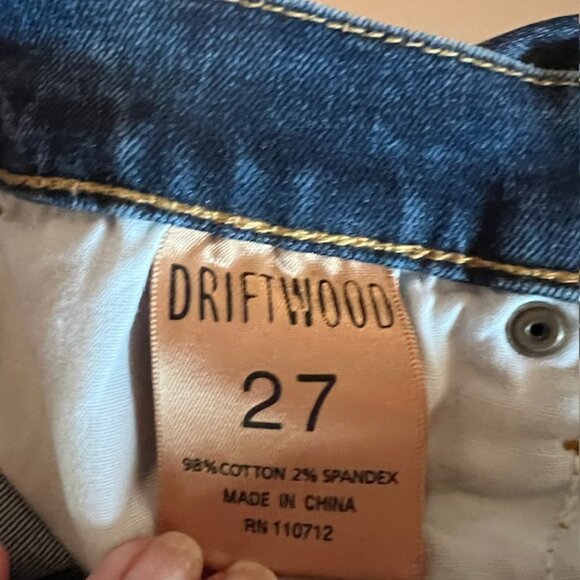 DRIFTWOOD
27
98% COTTON 2% SPANDEX
MADE IN CHINA
RN 110712